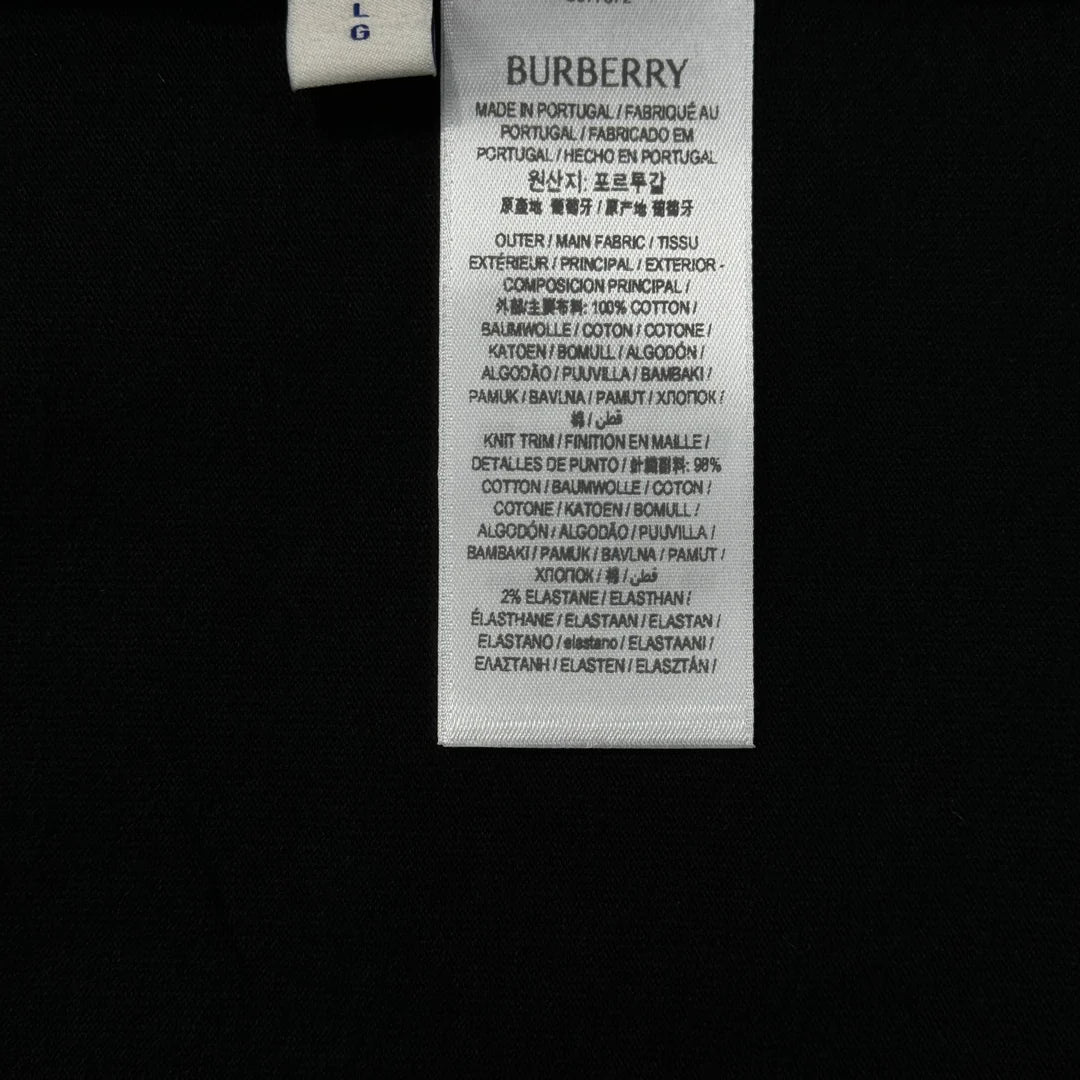 L
G
BURBERRY
MADE IN PORTUGAL / FABRIQUÉ AU
PORTUGAL / FABRICADO EM
PORTUGAL / HECHO EN PORTUGAL
원산지: 포르투갈
原產地 葡萄牙 / 原产地 葡萄牙
OUTER / MAIN FABRIC / TISSU
EXTÉRIEUR / PRINCIPAL / EXTERIOR -
COMPOSICION PRINCIPAL /
外部/主要布料: 100% COTTON /
BAUMWOLLE / COTON / COTONE /
KATOEN / BOMULL / ALGODÓN /
ALGODÃO / PUUVILLA / BAMBAKI /
PAMUK / BAVLNA / PAMUT / ХЛОПОК /
棉 / قطن
KNIT TRIM / FINITION EN MAILLE /
DETALLES DE PUNTO / 針織副料: 98%
COTTON / BAUMWOLLE / COTON /
COTONE / KATOEN / BOMULL /
ALGODÓN / ALGODÃO / PUUVILLA /
BAMBAKI / PAMUK / BAVLNA / PAMUT /
ХЛОПОК / 棉 / قطن
2% ELASTANE / ELASTHAN /
ÉLASTHANE / ELASTAAN / ELASTAN /
ELASTANO / elastano / ELASTAANI /
ΕΛΑΣΤΑΝΗ / ELASTEN / ELASZTÁN /